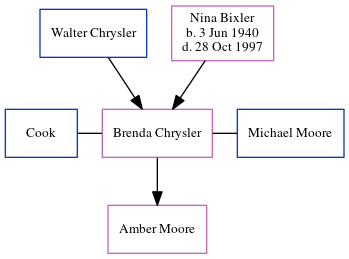 Walter Chrysler
Nina Bixler
b. 3 Jun 1940
d. 28 Oct 1997
Cook
Brenda Chrysler
Michael Moore
Amber Moore